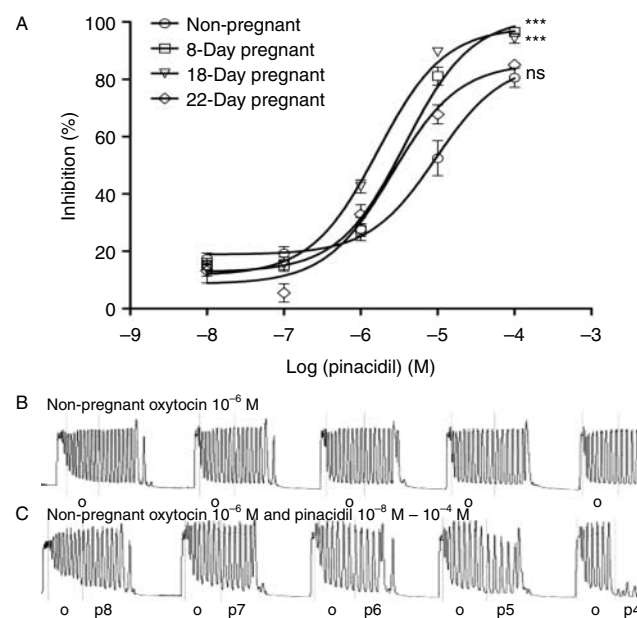 A
Non-pregnant
8-Day pregnant
18-Day pregnant
22-Day pregnant
***
***
ns
100
80
60
40
20
0
Inhibition (%)
–9 –8 –7 –6 –5 –4 –3
Log (pinacidil) (M)
B Non-pregnant oxytocin 10⁻⁶ M
o o o o o
C Non-pregnant oxytocin 10⁻⁶ M and pinacidil 10⁻⁸ M – 10⁻⁴ M
o p8 o p7 o p6 o p5 o p4